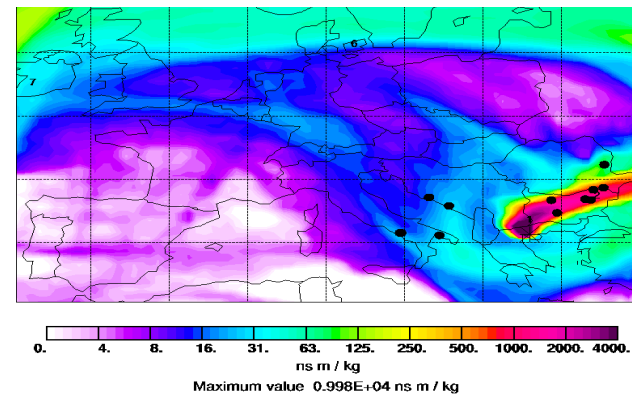 6
7
1
0. 4. 8. 16. 31. 63. 125. 250. 500. 1000. 2000. 4000.
ns m / kg
Maximum value 0.998E+04 ns m / kg